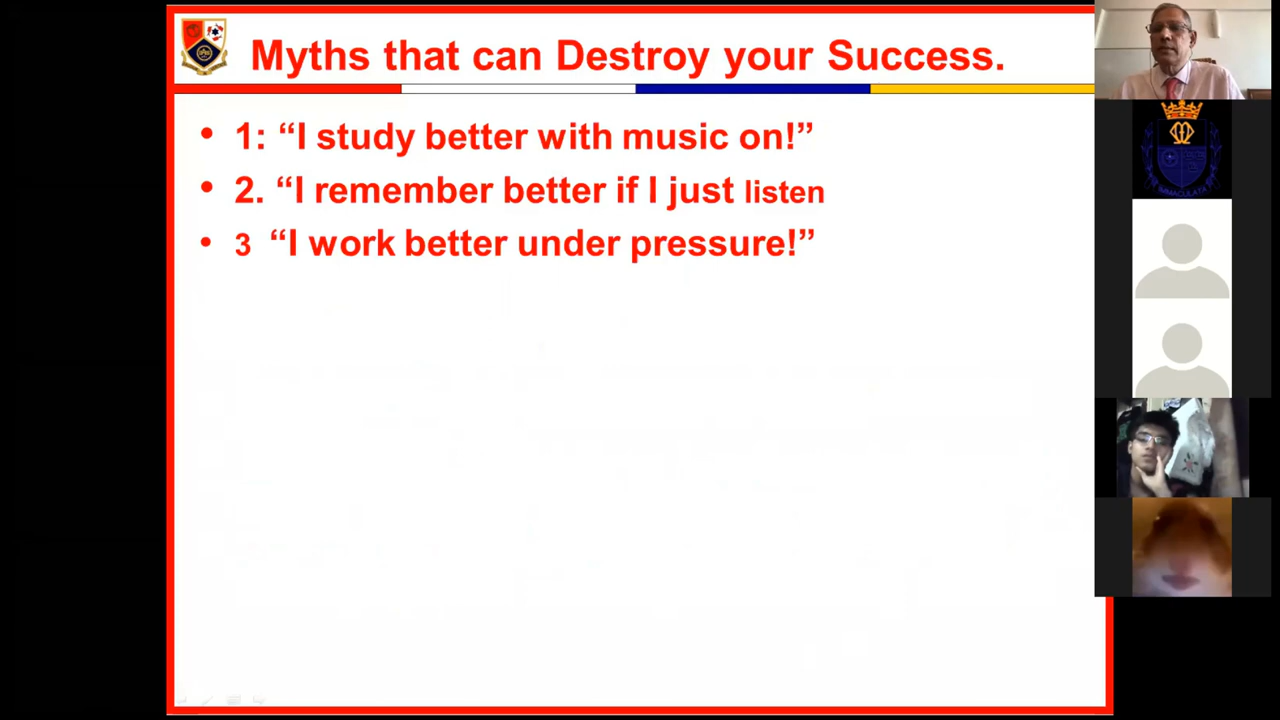 Myths that can Destroy your Success.
• 1: “I study better with music on!”
• 2. “I remember better if I just listen
• 3 “I work better under pressure!”